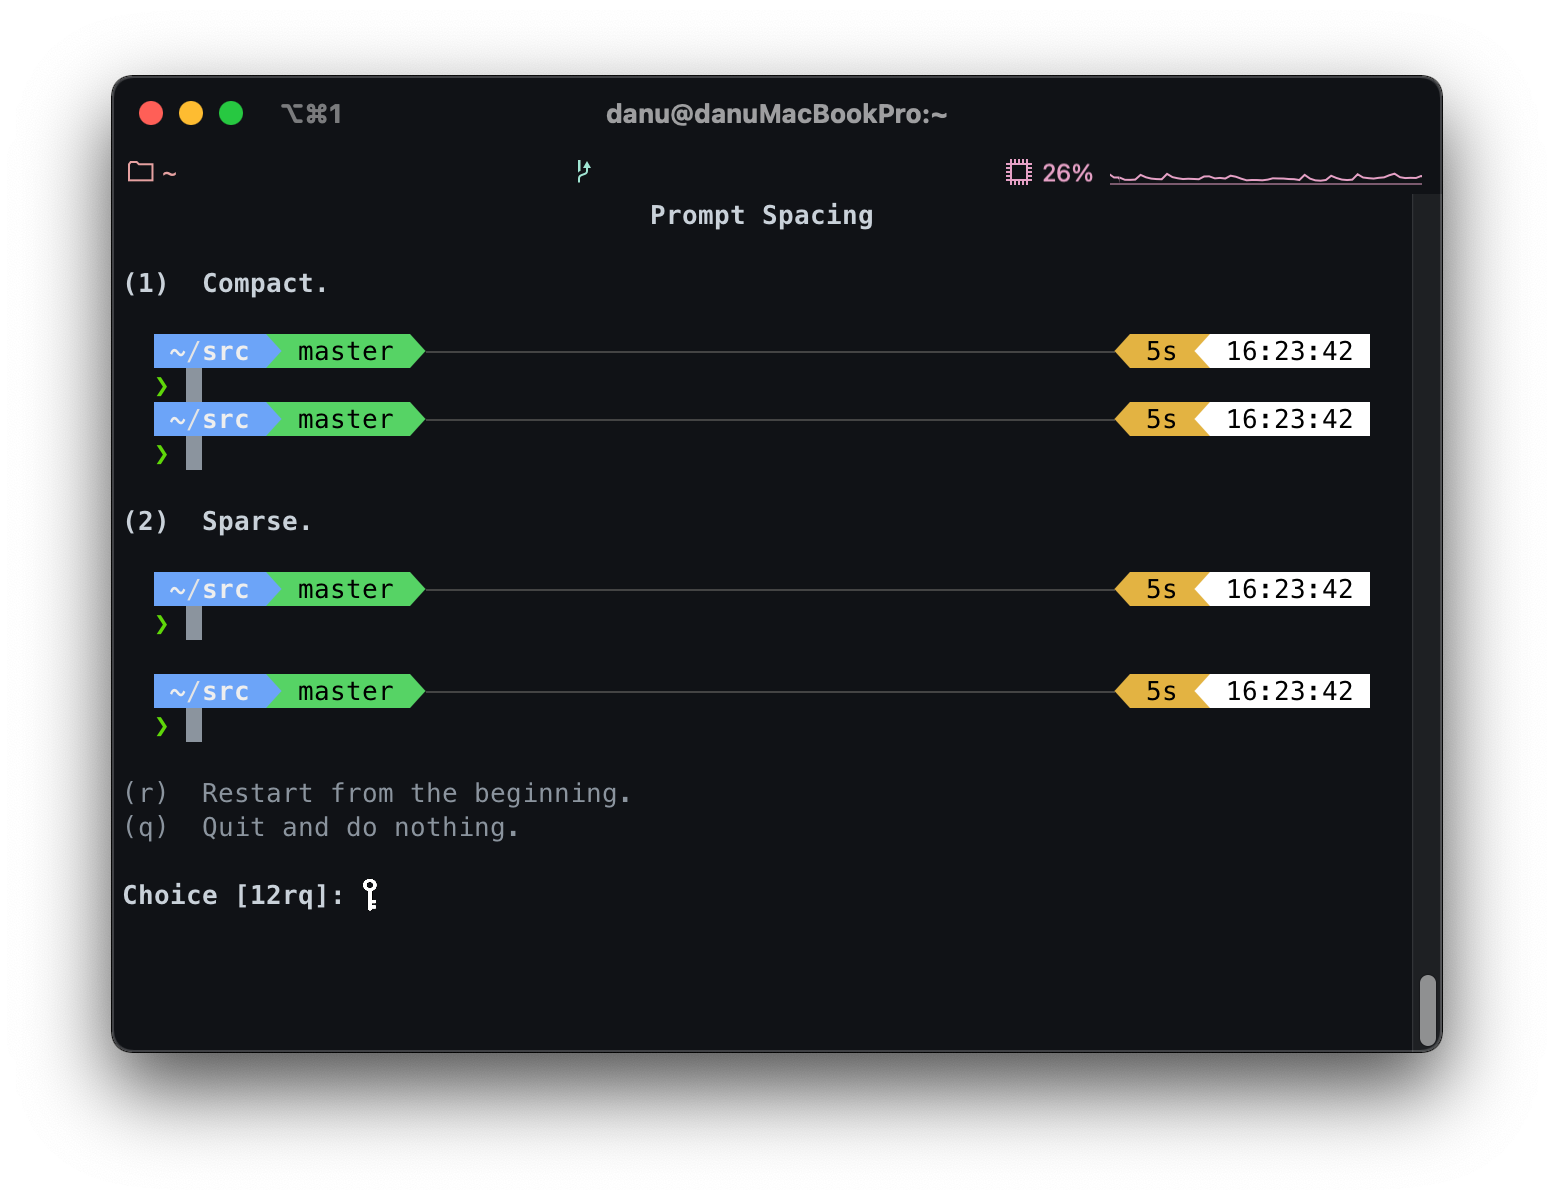 ⌥⌘1 danu@danuMacBookPro:~
~ 26%
Prompt Spacing
(1) Compact.
~/src master 5s 16:23:42
❯
~/src master 5s 16:23:42
❯
(2) Sparse.
~/src master 5s 16:23:42
❯
~/src master 5s 16:23:42
❯
(r) Restart from the beginning.
(q) Quit and do nothing.
Choice [12rq]: